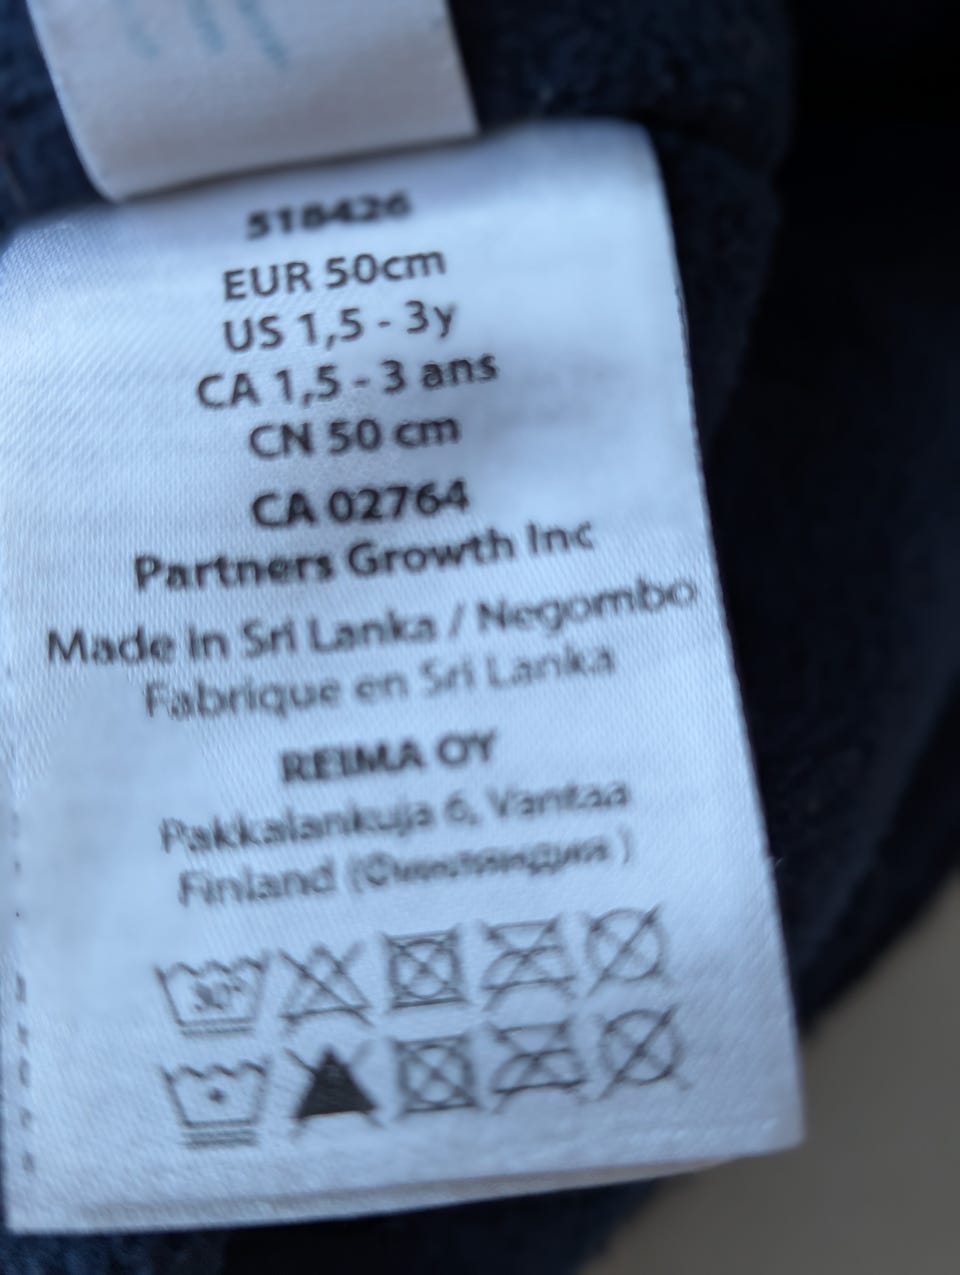 518426
EUR 50cm
US 1,5 - 3y
CA 1,5 - 3 ans
CN 50 cm
CA 02764
Partners Growth Inc
Made in Sri Lanka / Negombo
Fabrique en Sri Lanka
REIMA OY
Pakkalankuja 6, Vantaa
Finland (Финляндия )
30°